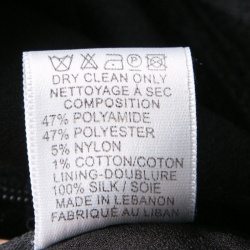 DRY CLEAN ONLY
NETTOYAGE À SEC
COMPOSITION
47% POLYAMIDE
47% POLYESTER
5% NYLON
1% COTTON/COTON
LINING-DOUBLURE
100% SILK / SOIE
MADE IN LEBANON
FABRIQUÉ AU LIBAN